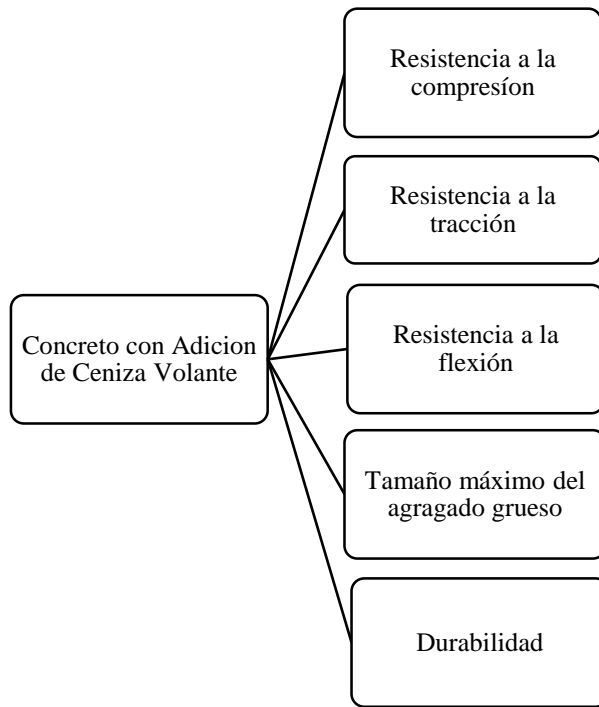 Resistencia a la
compresíon
Resistencia a la
tracción
Concreto con Adicion
de Ceniza Volante
Resistencia a la
flexión
Tamaño máximo del
agragado grueso
Durabilidad